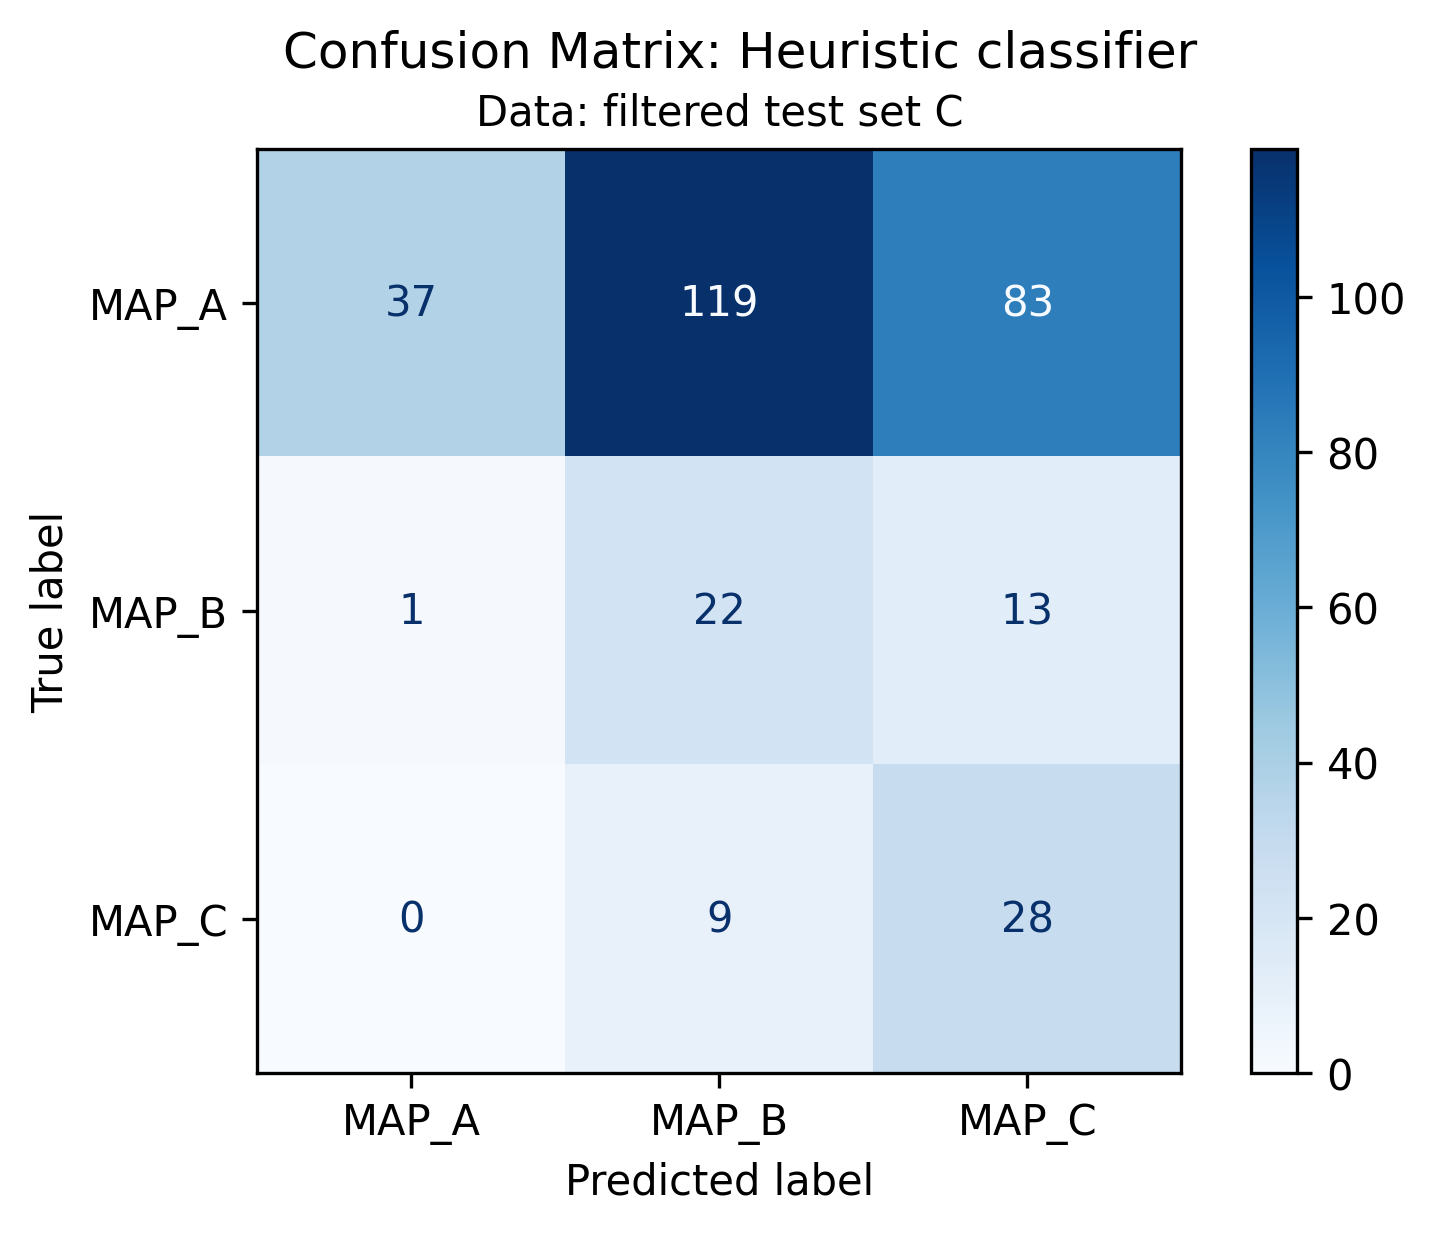 Confusion Matrix: Heuristic classifier
Data: filtered test set C
True label
MAP_A 37 119 83
MAP_B 1 22 13
MAP_C 0 9 28
MAP_A MAP_B MAP_C
Predicted label
100
80
60
40
20
0